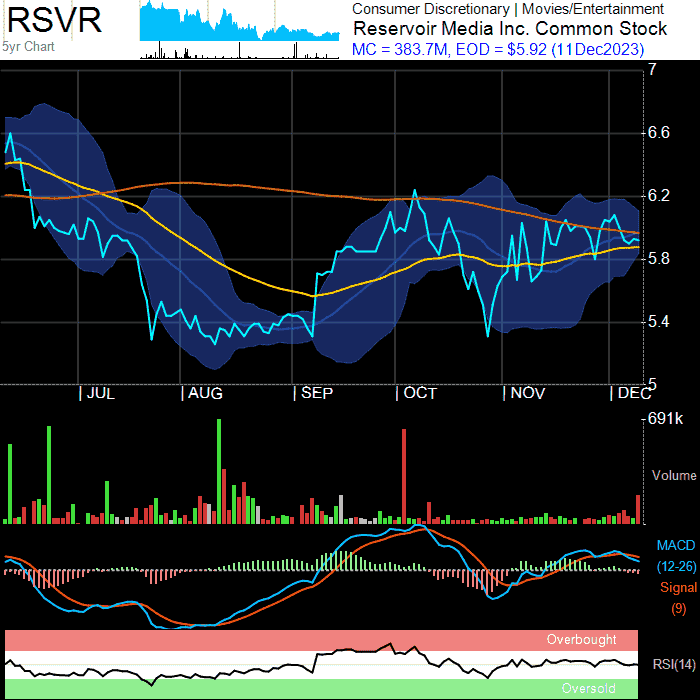 RSVR
5yr Chart
Consumer Discretionary | Movies/Entertainment
Reservoir Media Inc. Common Stock
MC = 383.7M, EOD = $5.92 (11Dec2023)
7
6.6
6.2
5.8
5.4
5
| JUL | AUG | SEP | OCT | NOV | DEC
691k
Volume
MACD
(12-26)
Signal
(9)
Overbought
RSI(14)
Oversold